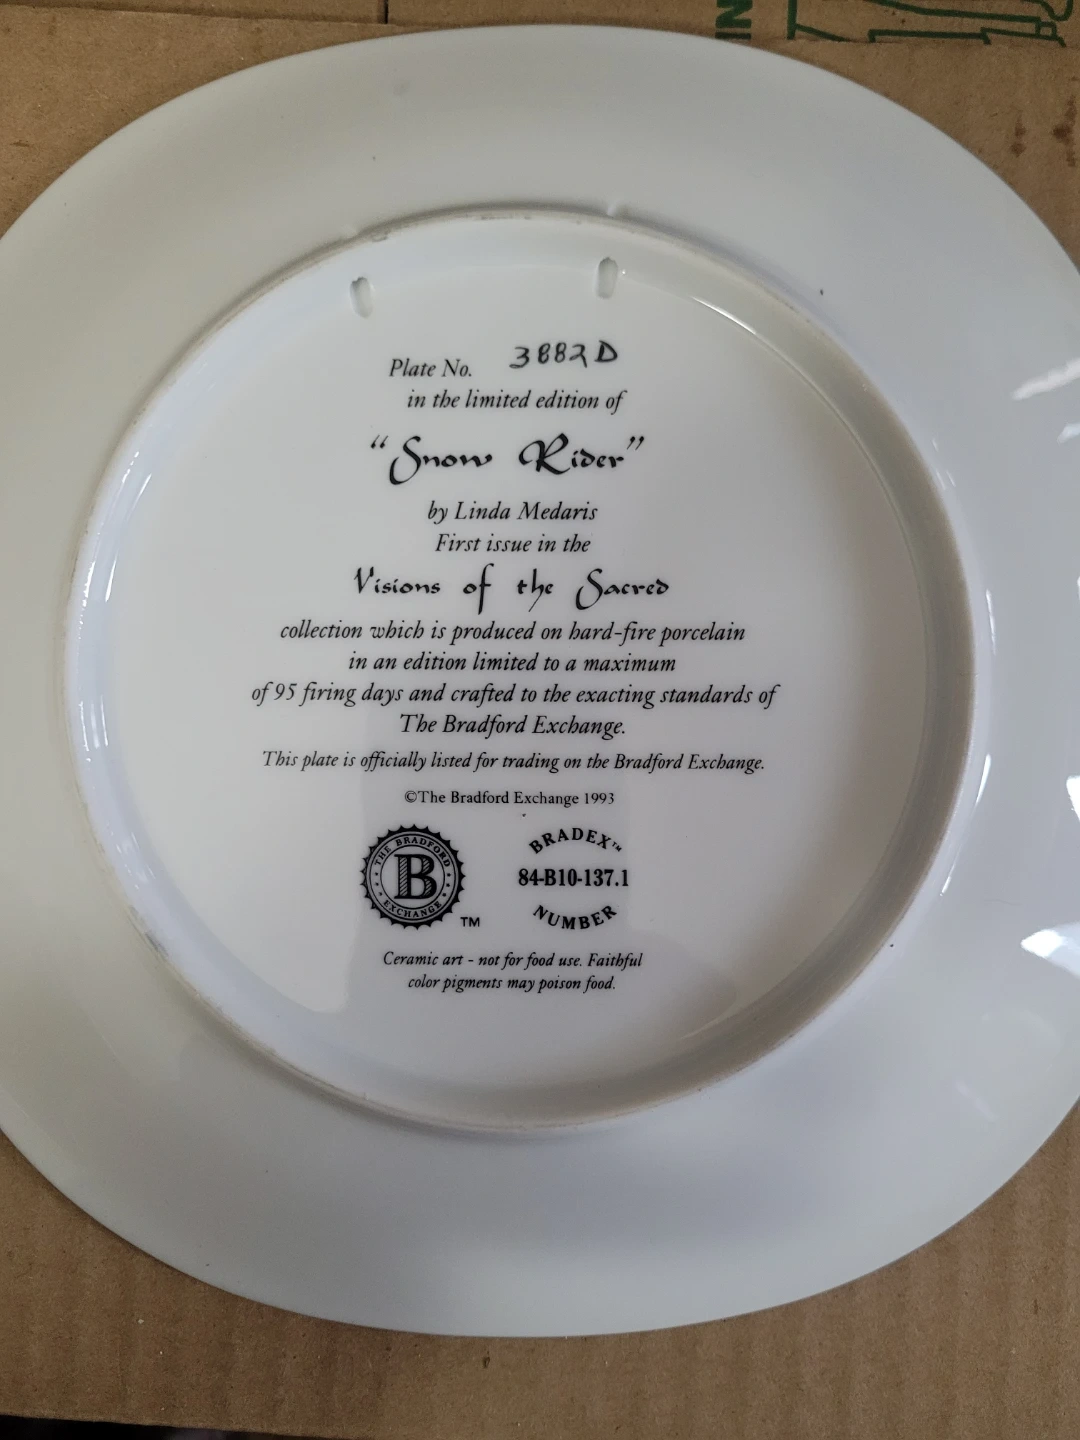 IN
Plate No. 3882D
in the limited edition of
"Snow Rider"
by Linda Medaris
First issue in the
Visions of the Sacred
collection which is produced on hard-fire porcelain
in an edition limited to a maximum
of 95 firing days and crafted to the exacting standards of
The Bradford Exchange.
This plate is officially listed for trading on the Bradford Exchange.
©The Bradford Exchange 1993
THE BRADFORD
B
EXCHANGE
TM
BRADEX™
84-B10-137.1
NUMBER
Ceramic art - not for food use. Faithful
color pigments may poison food.